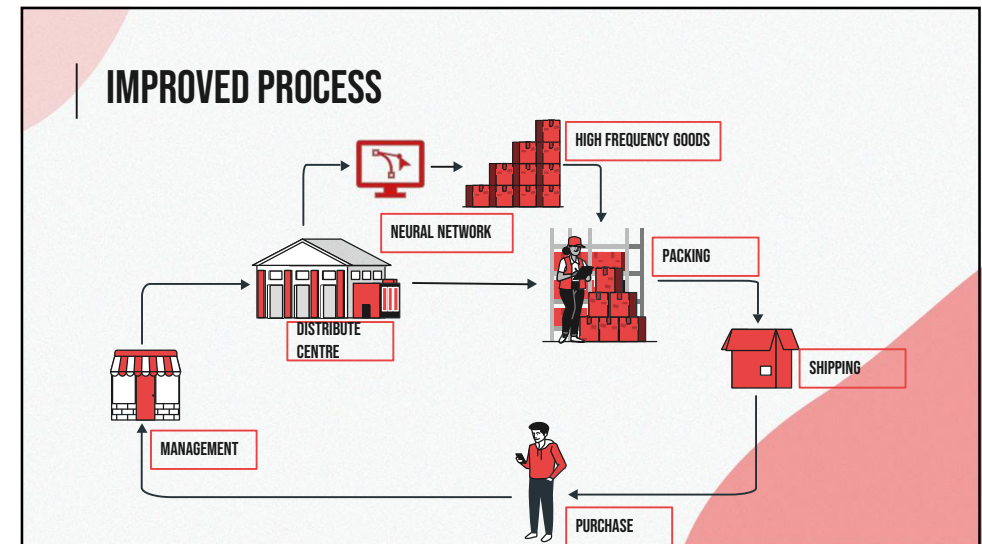 IMPROVED PROCESS
HIGH FREQUENCY GOODS
NEURAL NETWORK
PACKING
DISTRIBUTE
CENTRE
SHIPPING
MANAGEMENT
PURCHASE